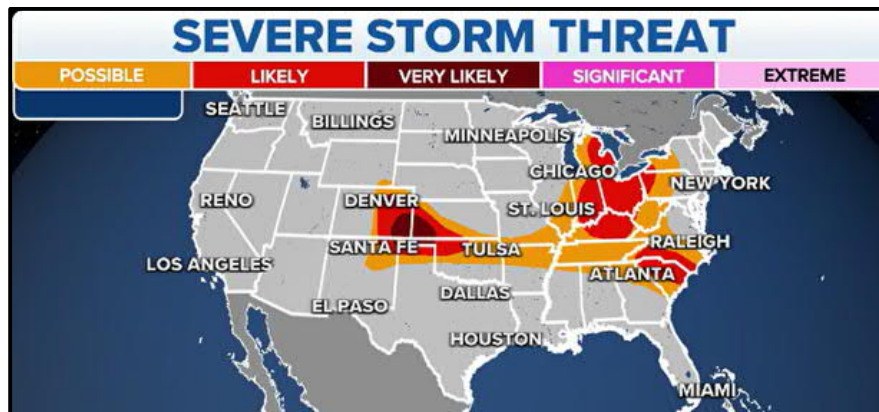 SEVERE STORM THREAT
POSSIBLE LIKELY VERY LIKELY SIGNIFICANT EXTREME
SEATTLE
BILLINGS
MINNEAPOLIS
CHICAGO
NEW YORK
RENO
DENVER
ST. LOUIS
SANTA FE
TULSA
RALEIGH
LOS ANGELES
ATLANTA
EL PASO
DALLAS
HOUSTON
MIAMI